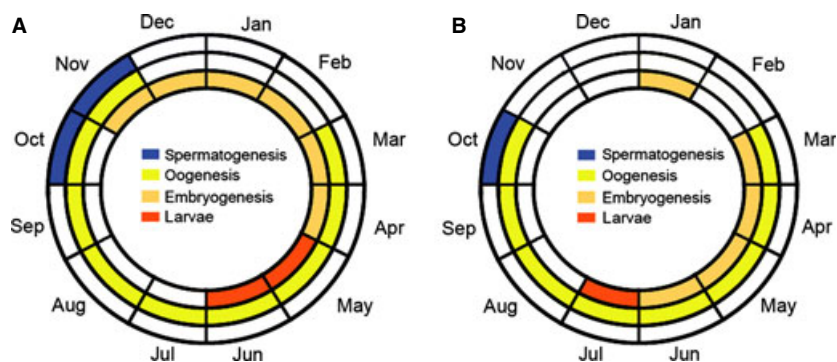 A
Dec
Jan
Nov
Feb
Oct
Mar
Spermatogenesis
Oogenesis
Embryogenesis
Larvae
Sep
Apr
Aug
May
Jul
Jun
B
Dec
Jan
Nov
Feb
Oct
Mar
Spermatogenesis
Oogenesis
Embryogenesis
Larvae
Sep
Apr
Aug
May
Jul
Jun